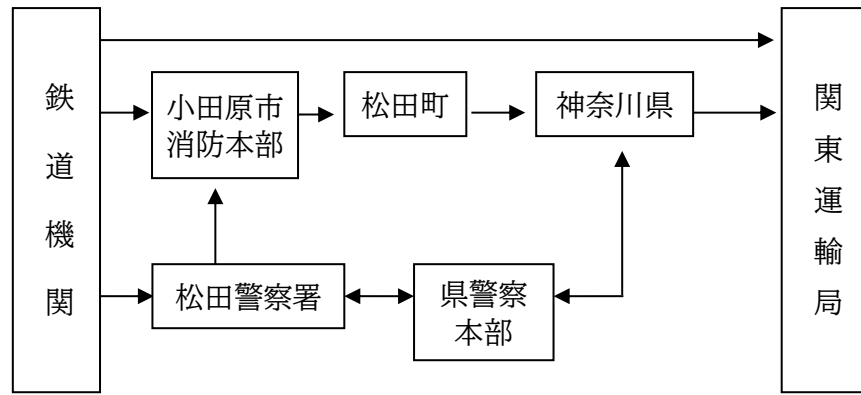 鉄道機関
小田原市
消防本部
松田町
神奈川県
松田警察署
県警察
本部
関東運輸局